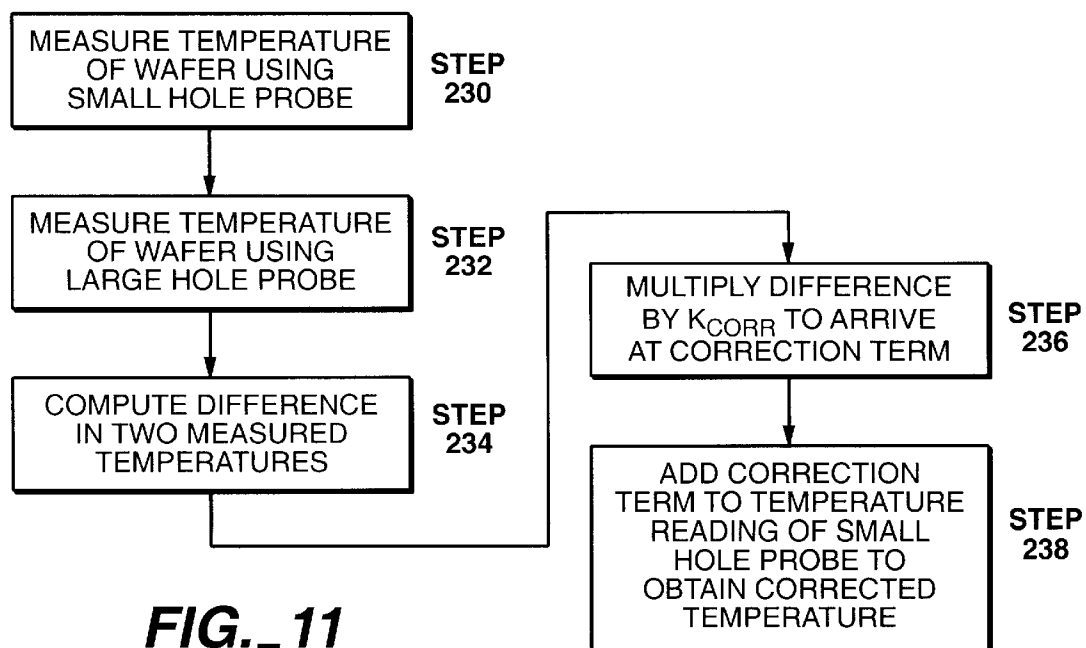 MEASURE TEMPERATURE
OF WAFER USING
SMALL HOLE PROBE
STEP
230
MEASURE TEMPERATURE
OF WAFER USING
LARGE HOLE PROBE
STEP
232
COMPUTE DIFFERENCE
IN TWO MEASURED
TEMPERATURES
STEP
234
MULTIPLY DIFFERENCE
BY KCORR TO ARRIVE
AT CORRECTION TERM
STEP
236
ADD CORRECTION
TERM TO TEMPERATURE
READING OF SMALL
HOLE PROBE TO
OBTAIN CORRECTED
TEMPERATURE
STEP
238
FIG._11